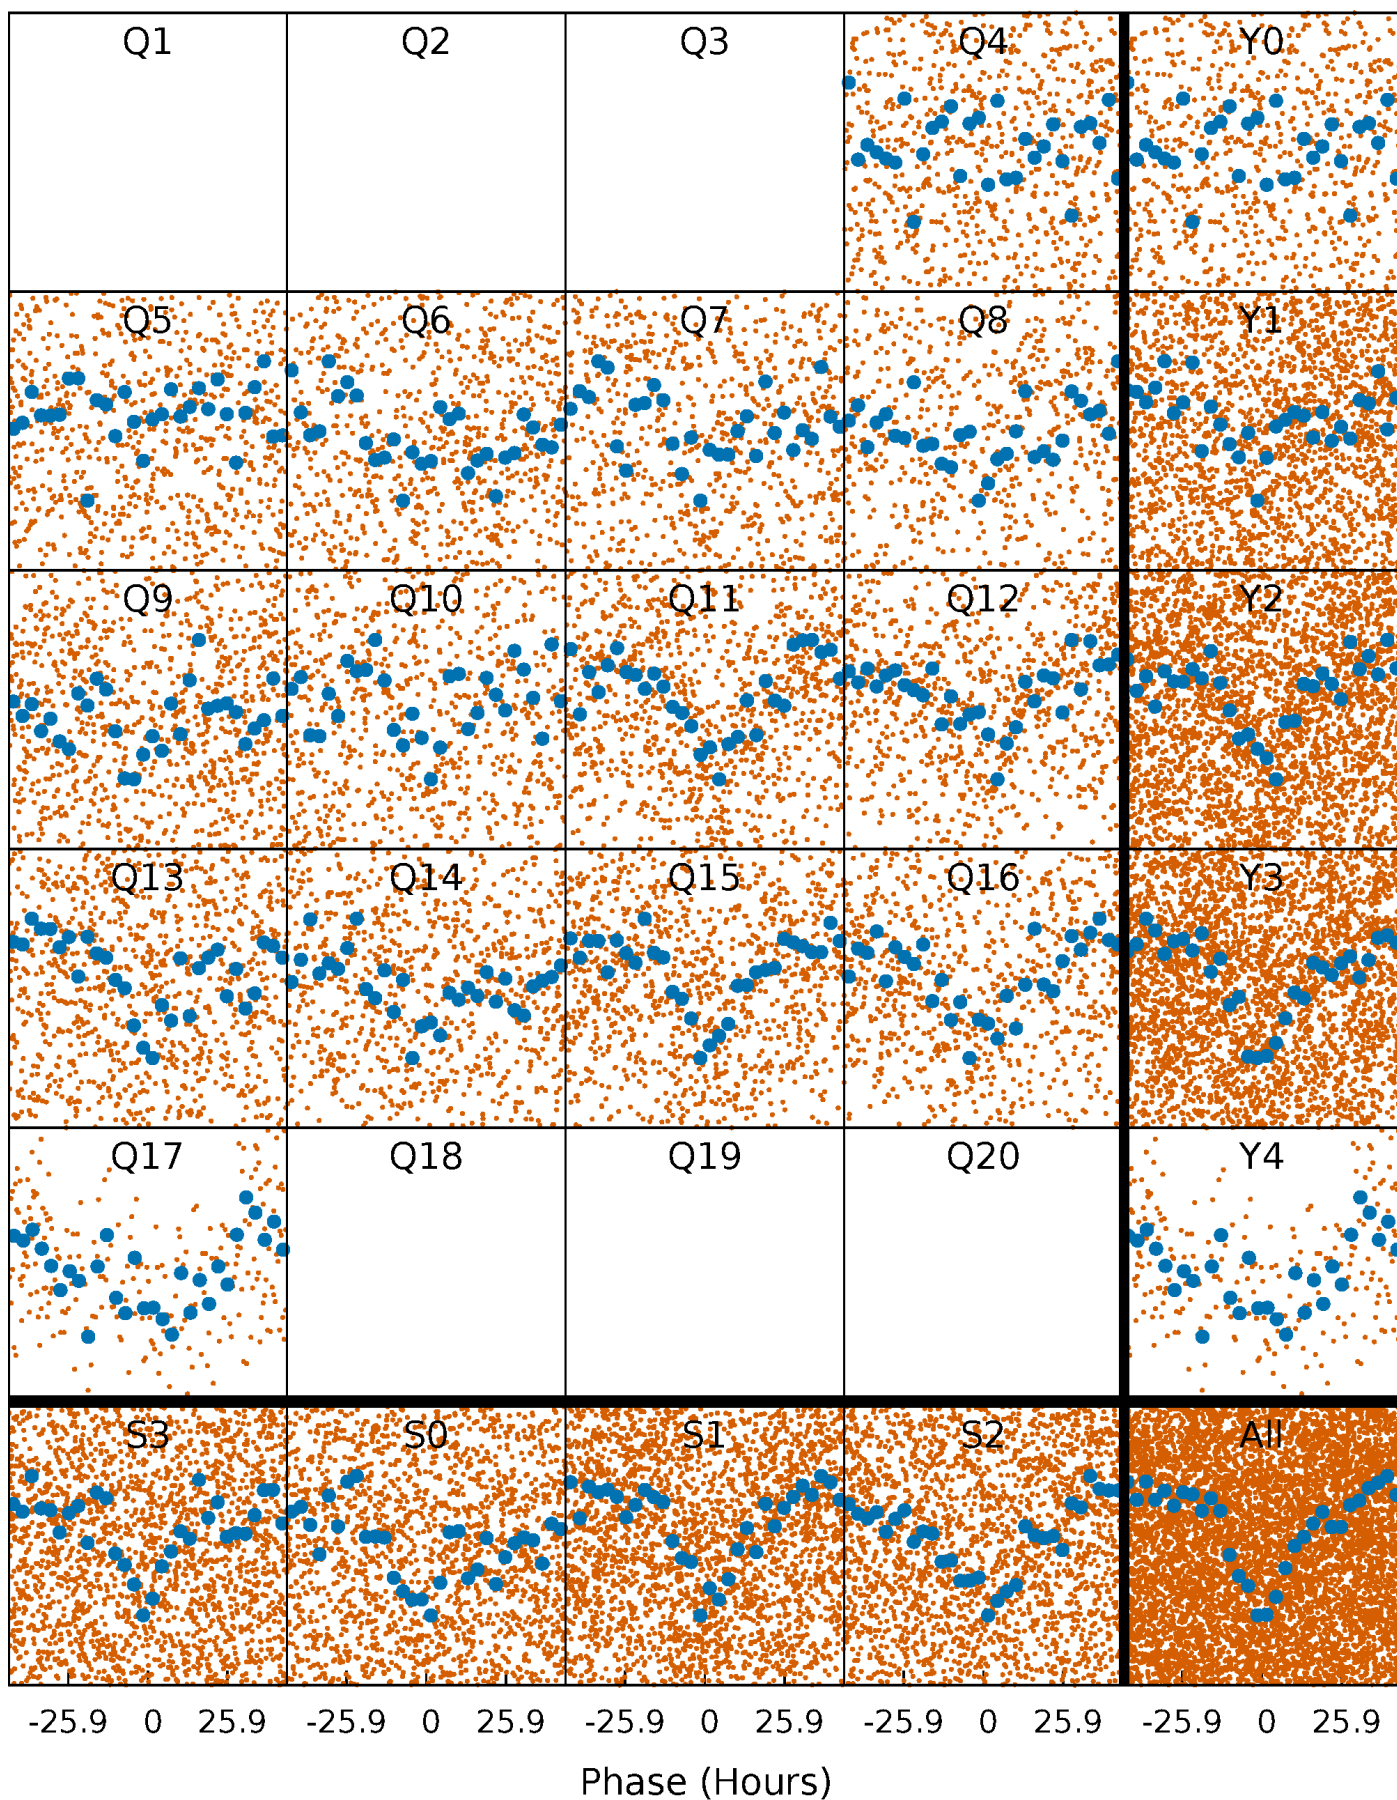 Q1 Q2 Q3 Q4 Y0
Q5 Q6 Q7 Q8 Y1
Q9 Q10 Q11 Q12 Y2
Q13 Q14 Q15 Q16 Y3
Q17 Q18 Q19 Q20 Y4
S3 S0 S1 S2 All
-25.9 0 25.9 -25.9 0 25.9 -25.9 0 25.9 -25.9 0 25.9 -25.9 0 25.9
Phase (Hours)